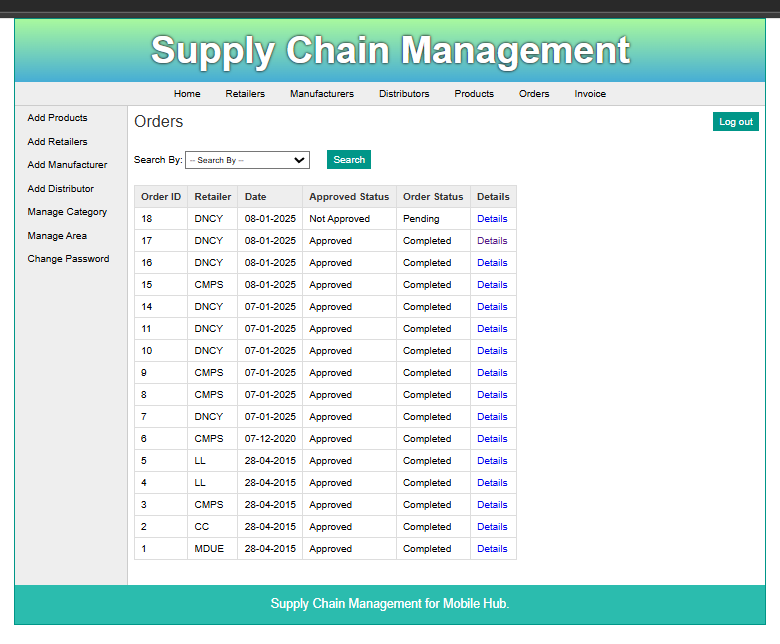 Supply Chain Management
Home Retailers Manufacturers Distributors Products Orders Invoice
Add Products
Add Retailers
Add Manufacturer
Add Distributor
Manage Category
Manage Area
Change Password
Orders
Log out
Search By: -- Search By -- Search
Order ID Retailer Date Approved Status Order Status Details
18 DNCY 08-01-2025 Not Approved Pending Details
17 DNCY 08-01-2025 Approved Completed Details
16 DNCY 08-01-2025 Approved Completed Details
15 CMPS 08-01-2025 Approved Completed Details
14 DNCY 07-01-2025 Approved Completed Details
11 DNCY 07-01-2025 Approved Completed Details
10 DNCY 07-01-2025 Approved Completed Details
9 CMPS 07-01-2025 Approved Completed Details
8 CMPS 07-01-2025 Approved Completed Details
7 DNCY 07-01-2025 Approved Completed Details
6 CMPS 07-12-2020 Approved Completed Details
5 LL 28-04-2015 Approved Completed Details
4 LL 28-04-2015 Approved Completed Details
3 CMPS 28-04-2015 Approved Completed Details
2 CC 28-04-2015 Approved Completed Details
1 MDUE 28-04-2015 Approved Completed Details
Supply Chain Management for Mobile Hub.